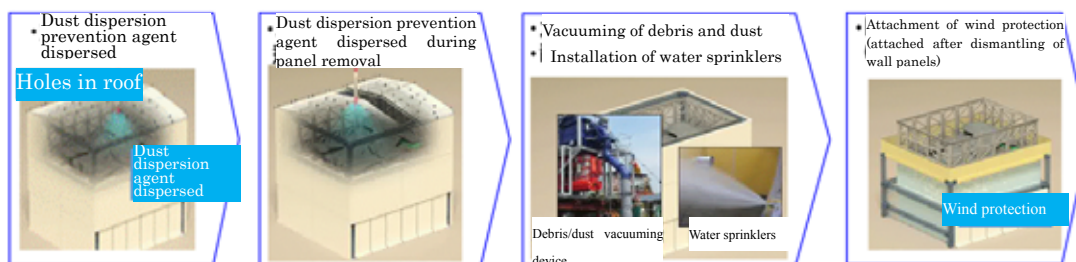 * Dust dispersion
prevention agent
dispersed
Holes in roof
Dust
dispersion
agent
dispersed
* Dust dispersion prevention
agent dispersed during
panel removal
* Vacuuming of debris and dust
* Installation of water sprinklers
Debris/dust vacuuming
device
Water sprinklers
* Attachment of wind protection
(attached after dismantling of
wall panels)
Wind protection